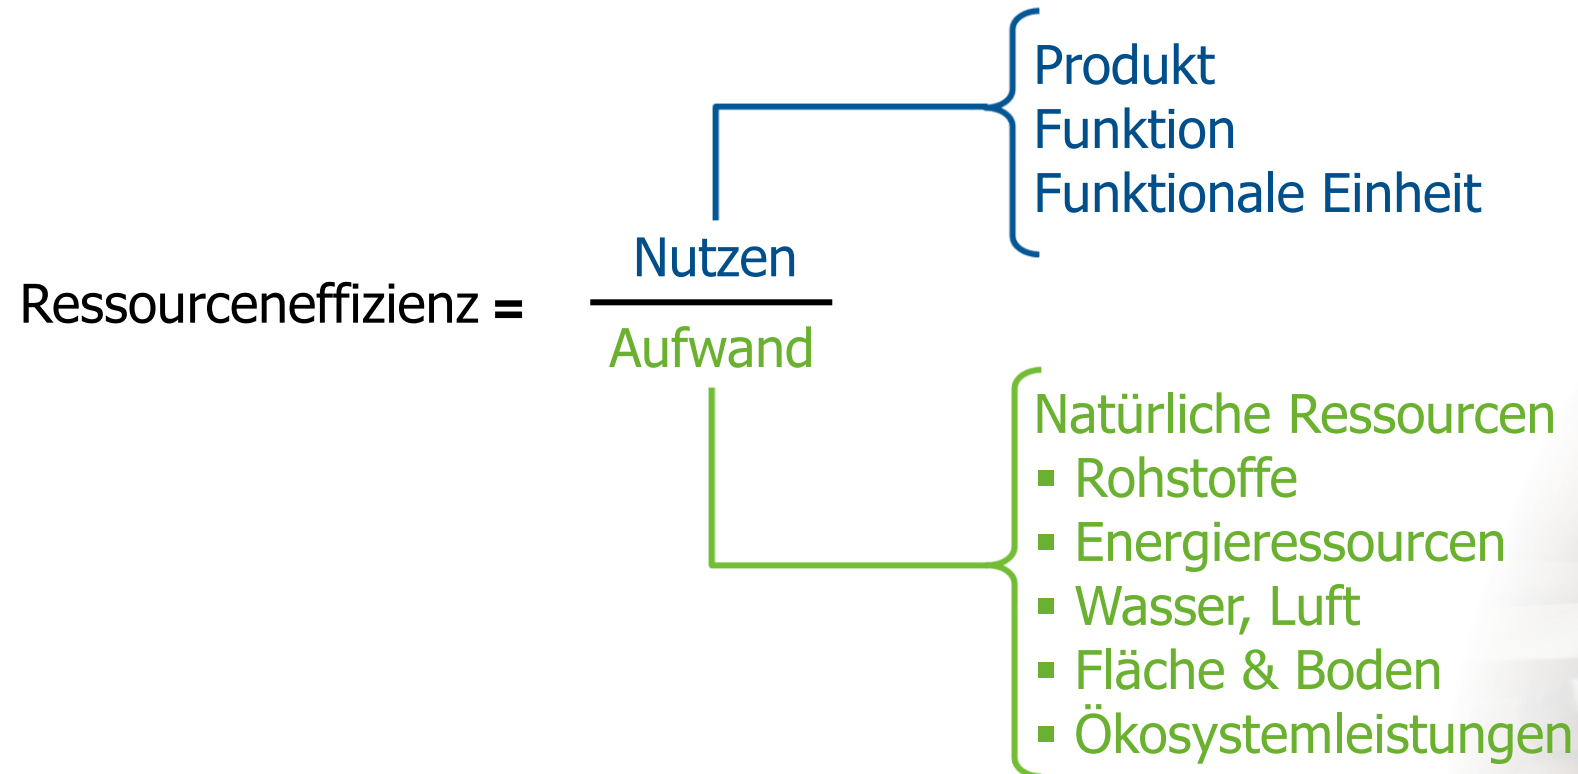 Produkt
Funktion
Funktionale Einheit
Nutzen
Ressourceneffizienz =
Aufwand
Natürliche Ressourcen
▪ Rohstoffe
▪ Energieressourcen
▪ Wasser, Luft
▪ Fläche & Boden
▪ Ökosystemleistungen